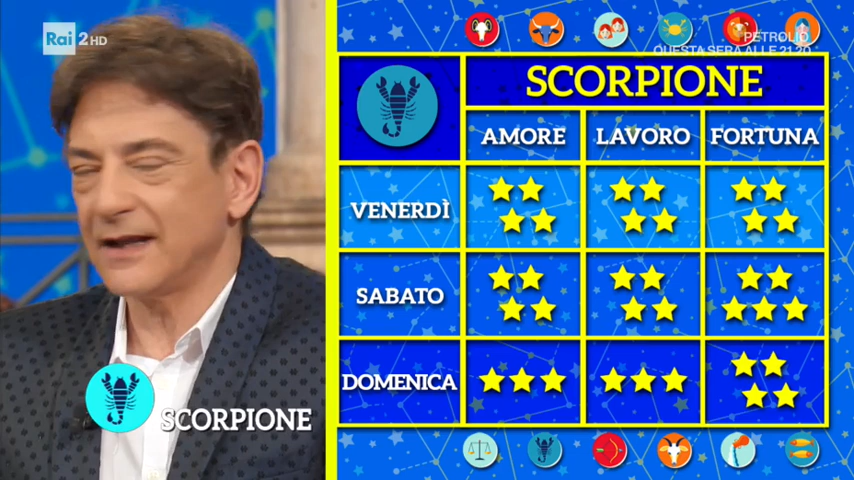 Rai 2 HD
PETROLIO
QUESTA SERA ALLE 21.20
SCORPIONE
AMORE LAVORO FORTUNA
VENERDÌ
SABATO
DOMENICA
SCORPIONE